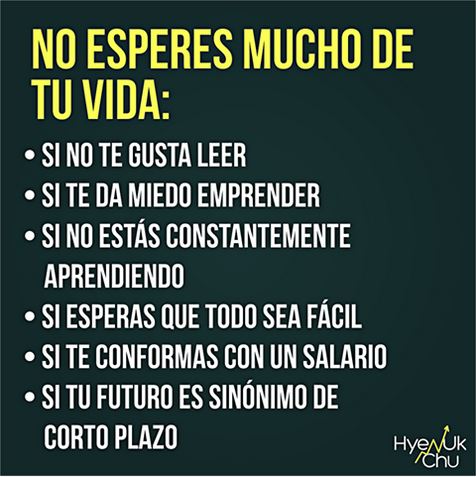 NO ESPERES MUCHO DE
TU VIDA:
• SI NO TE GUSTA LEER
• SI TE DA MIEDO EMPRENDER
• SI NO ESTÁS CONSTANTEMENTE
APRENDIENDO
• SI ESPERAS QUE TODO SEA FÁCIL
• SI TE CONFORMAS CON UN SALARIO
• SI TU FUTURO ES SINÓNIMO DE
CORTO PLAZO
HyeNUk
Chu